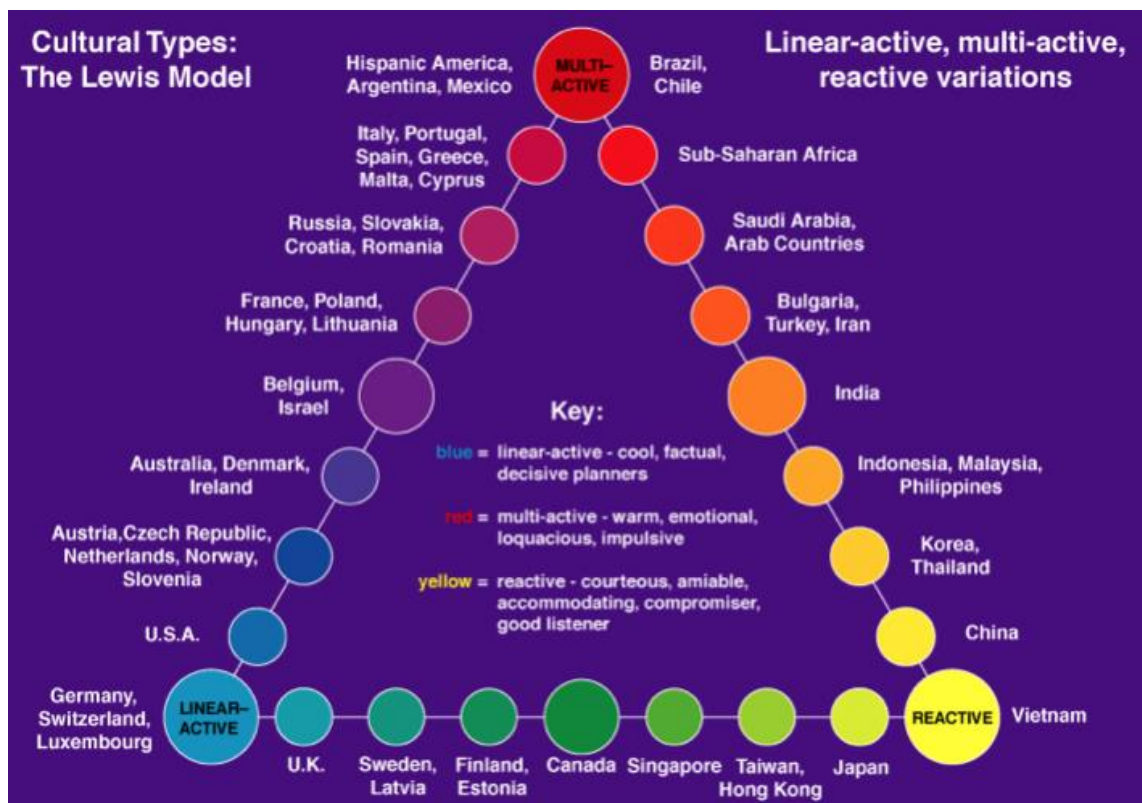 Cultural Types:
The Lewis Model
Linear-active, multi-active,
reactive variations
Hispanic America,
Argentina, Mexico
MULTI–
ACTIVE
Brazil,
Chile
Italy, Portugal,
Spain, Greece,
Malta, Cyprus
Sub-Saharan Africa
Russia, Slovakia,
Croatia, Romania
Saudi Arabia,
Arab Countries
France, Poland,
Hungary, Lithuania
Bulgaria,
Turkey, Iran
Belgium,
Israel
India
Key:
blue = linear-active - cool, factual,
decisive planners
red = multi-active - warm, emotional,
loquacious, impulsive
yellow = reactive - courteous, amiable,
accommodating, compromiser,
good listener
Australia, Denmark,
Ireland
Indonesia, Malaysia,
Philippines
Austria,Czech Republic,
Netherlands, Norway,
Slovenia
Korea,
Thailand
U.S.A.
China
Germany,
Switzerland,
Luxembourg
LINEAR–
ACTIVE
REACTIVE
Vietnam
U.K.
Sweden,
Latvia
Finland,
Estonia
Canada
Singapore
Taiwan,
Hong Kong
Japan